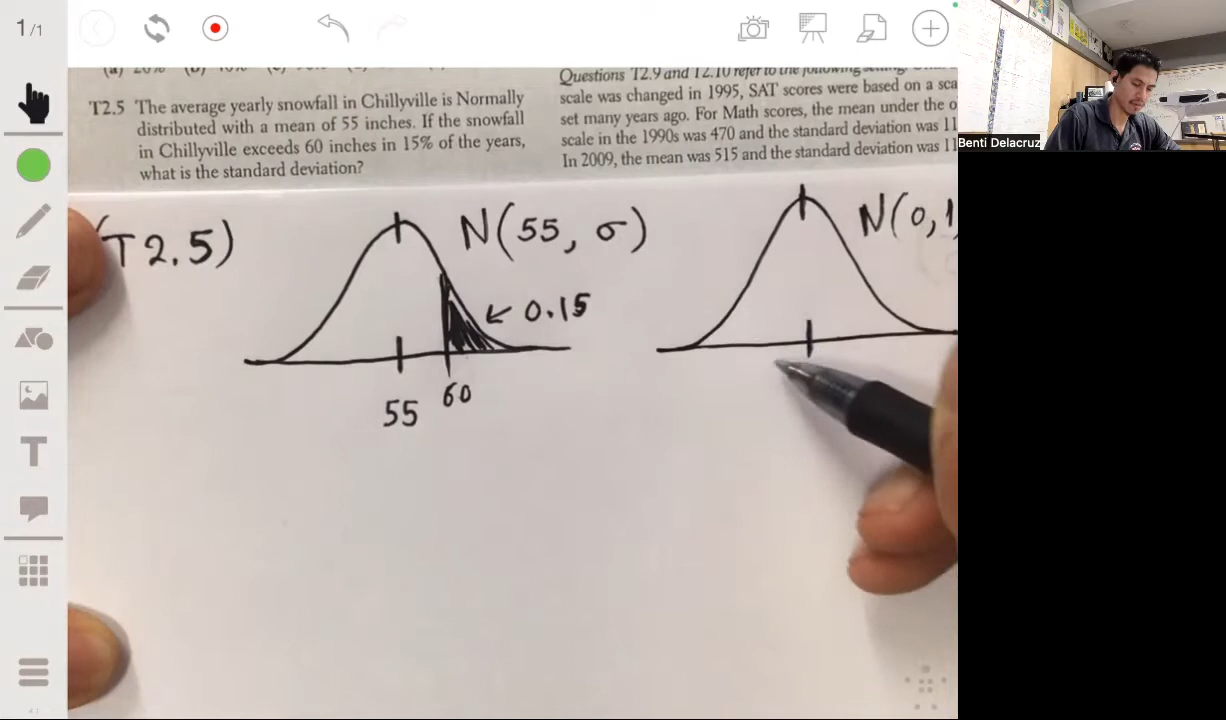 1/1
T2.5 The average yearly snowfall in Chillyville is Normally
distributed with a mean of 55 inches. If the snowfall
in Chillyville exceeds 60 inches in 15% of the years,
what is the standard deviation?
Questions T2.9 and T2.10 refer to the following setting.
scale was changed in 1995, SAT scores were based on a
set many years ago. For Math scores, the mean under the
scale in the 1990s was 470 and the standard deviation was
In 2009, the mean was 515 and the standard deviation was
Benti Delacruz
(T2.5)
N(55, σ)
← 0.15
55
60
N(0,1
T